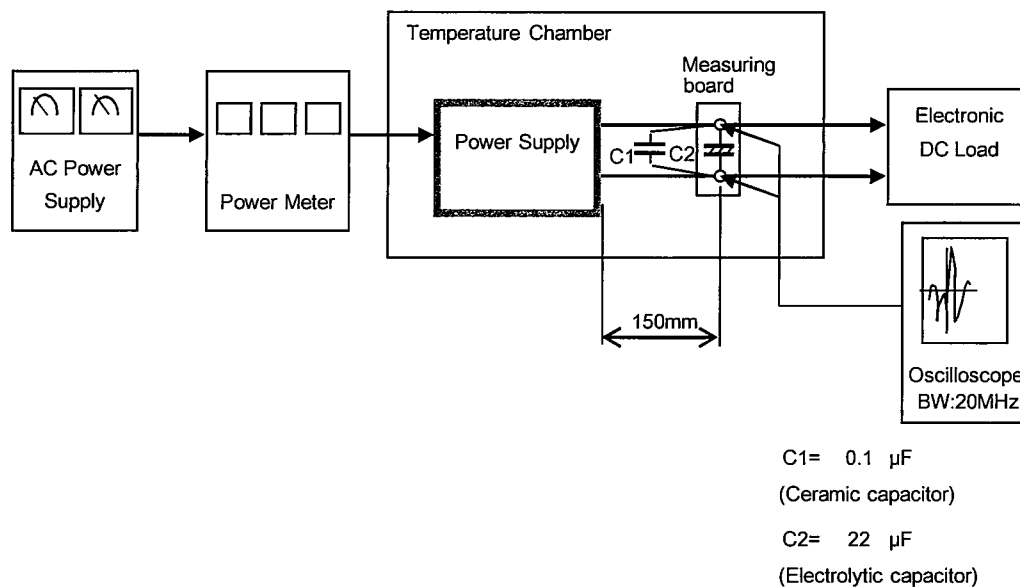 Temperature Chamber
Measuring
board
AC Power
Supply
Power Meter
Power Supply
C1
C2
Electronic
DC Load
150mm
Oscilloscope
BW:20MHz
C1= 0.1 µF
(Ceramic capacitor)
C2= 22 µF
(Electrolytic capacitor)